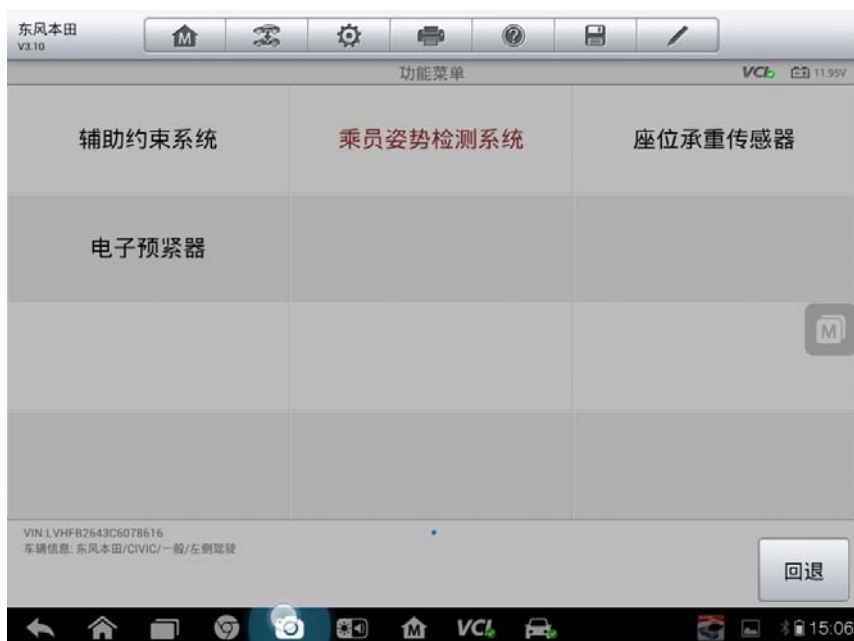 东风本田
V3.10
功能菜单
VCI 11.95V
辅助约束系统
乘员姿势检测系统
座位承重传感器
电子预紧器
M
VIN:LVHFB2643C6078616
车辆信息: 东风本田/CIVIC/一般/左侧驾驶
回退
M
VCI
15:06